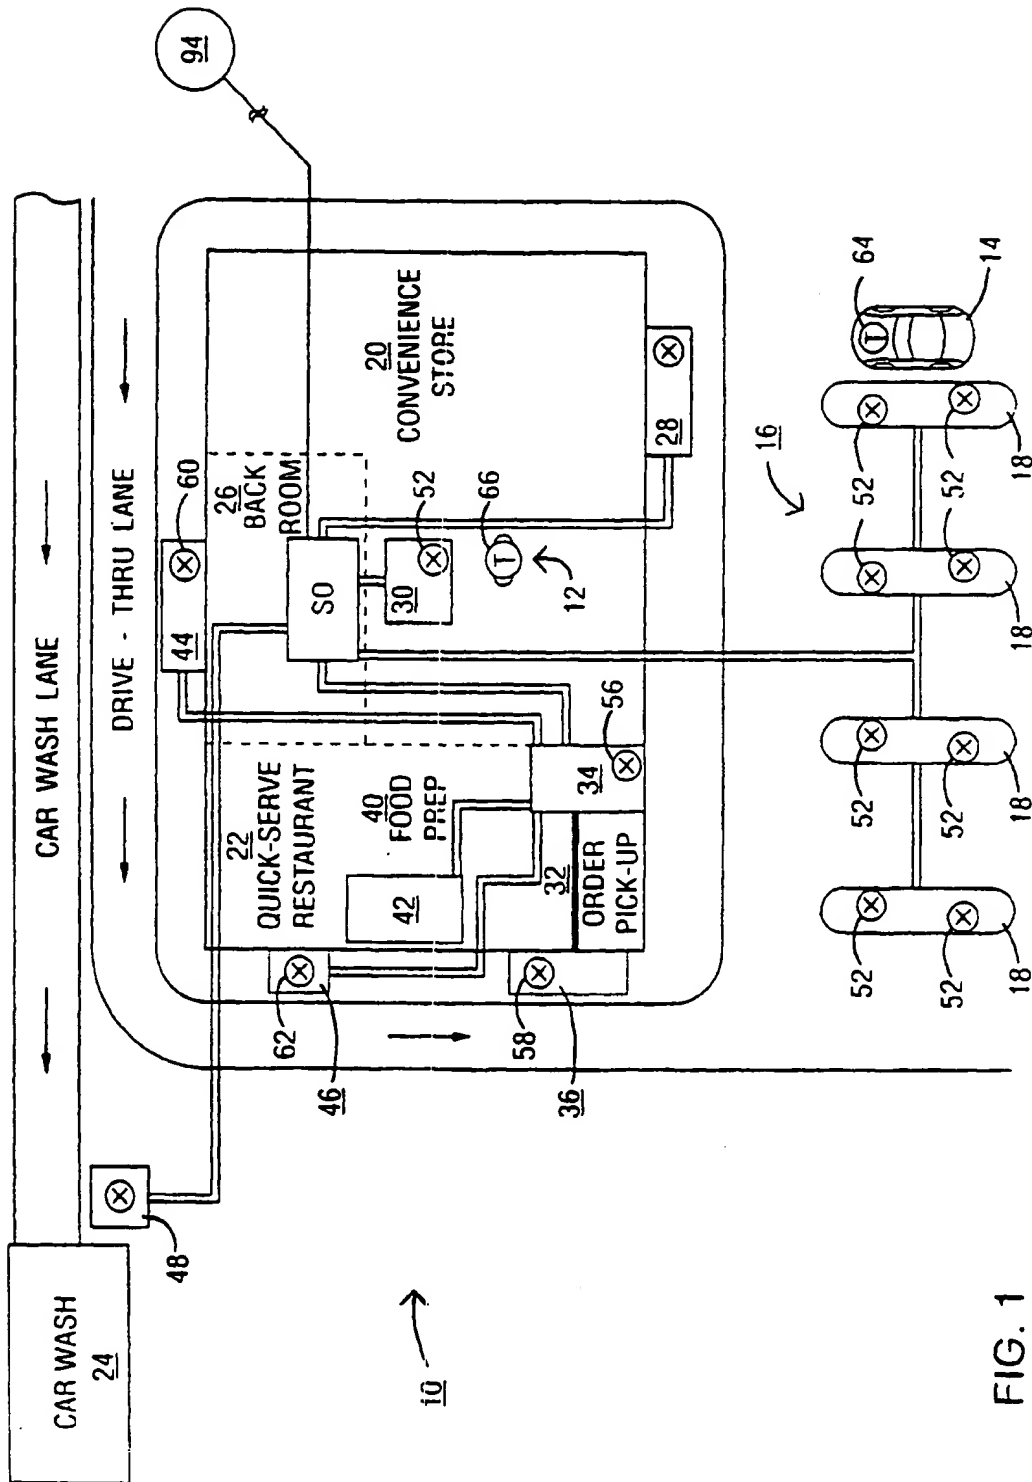 CAR WASH
24
CAR WASH LANE
DRIVE - THRU LANE
94
48
44
60
26
BACK
ROOM
SO
30
52
20
CONVENIENCE
STORE
66
12
28
22
QUICK-SERVE
RESTAURANT
40
FOOD
PREP
42
32
34
56
ORDER
PICK-UP
62
46
58
36
10
16
64
14
52
52
52
52
52
52
52
52
18
18
18
18
FIG. 1